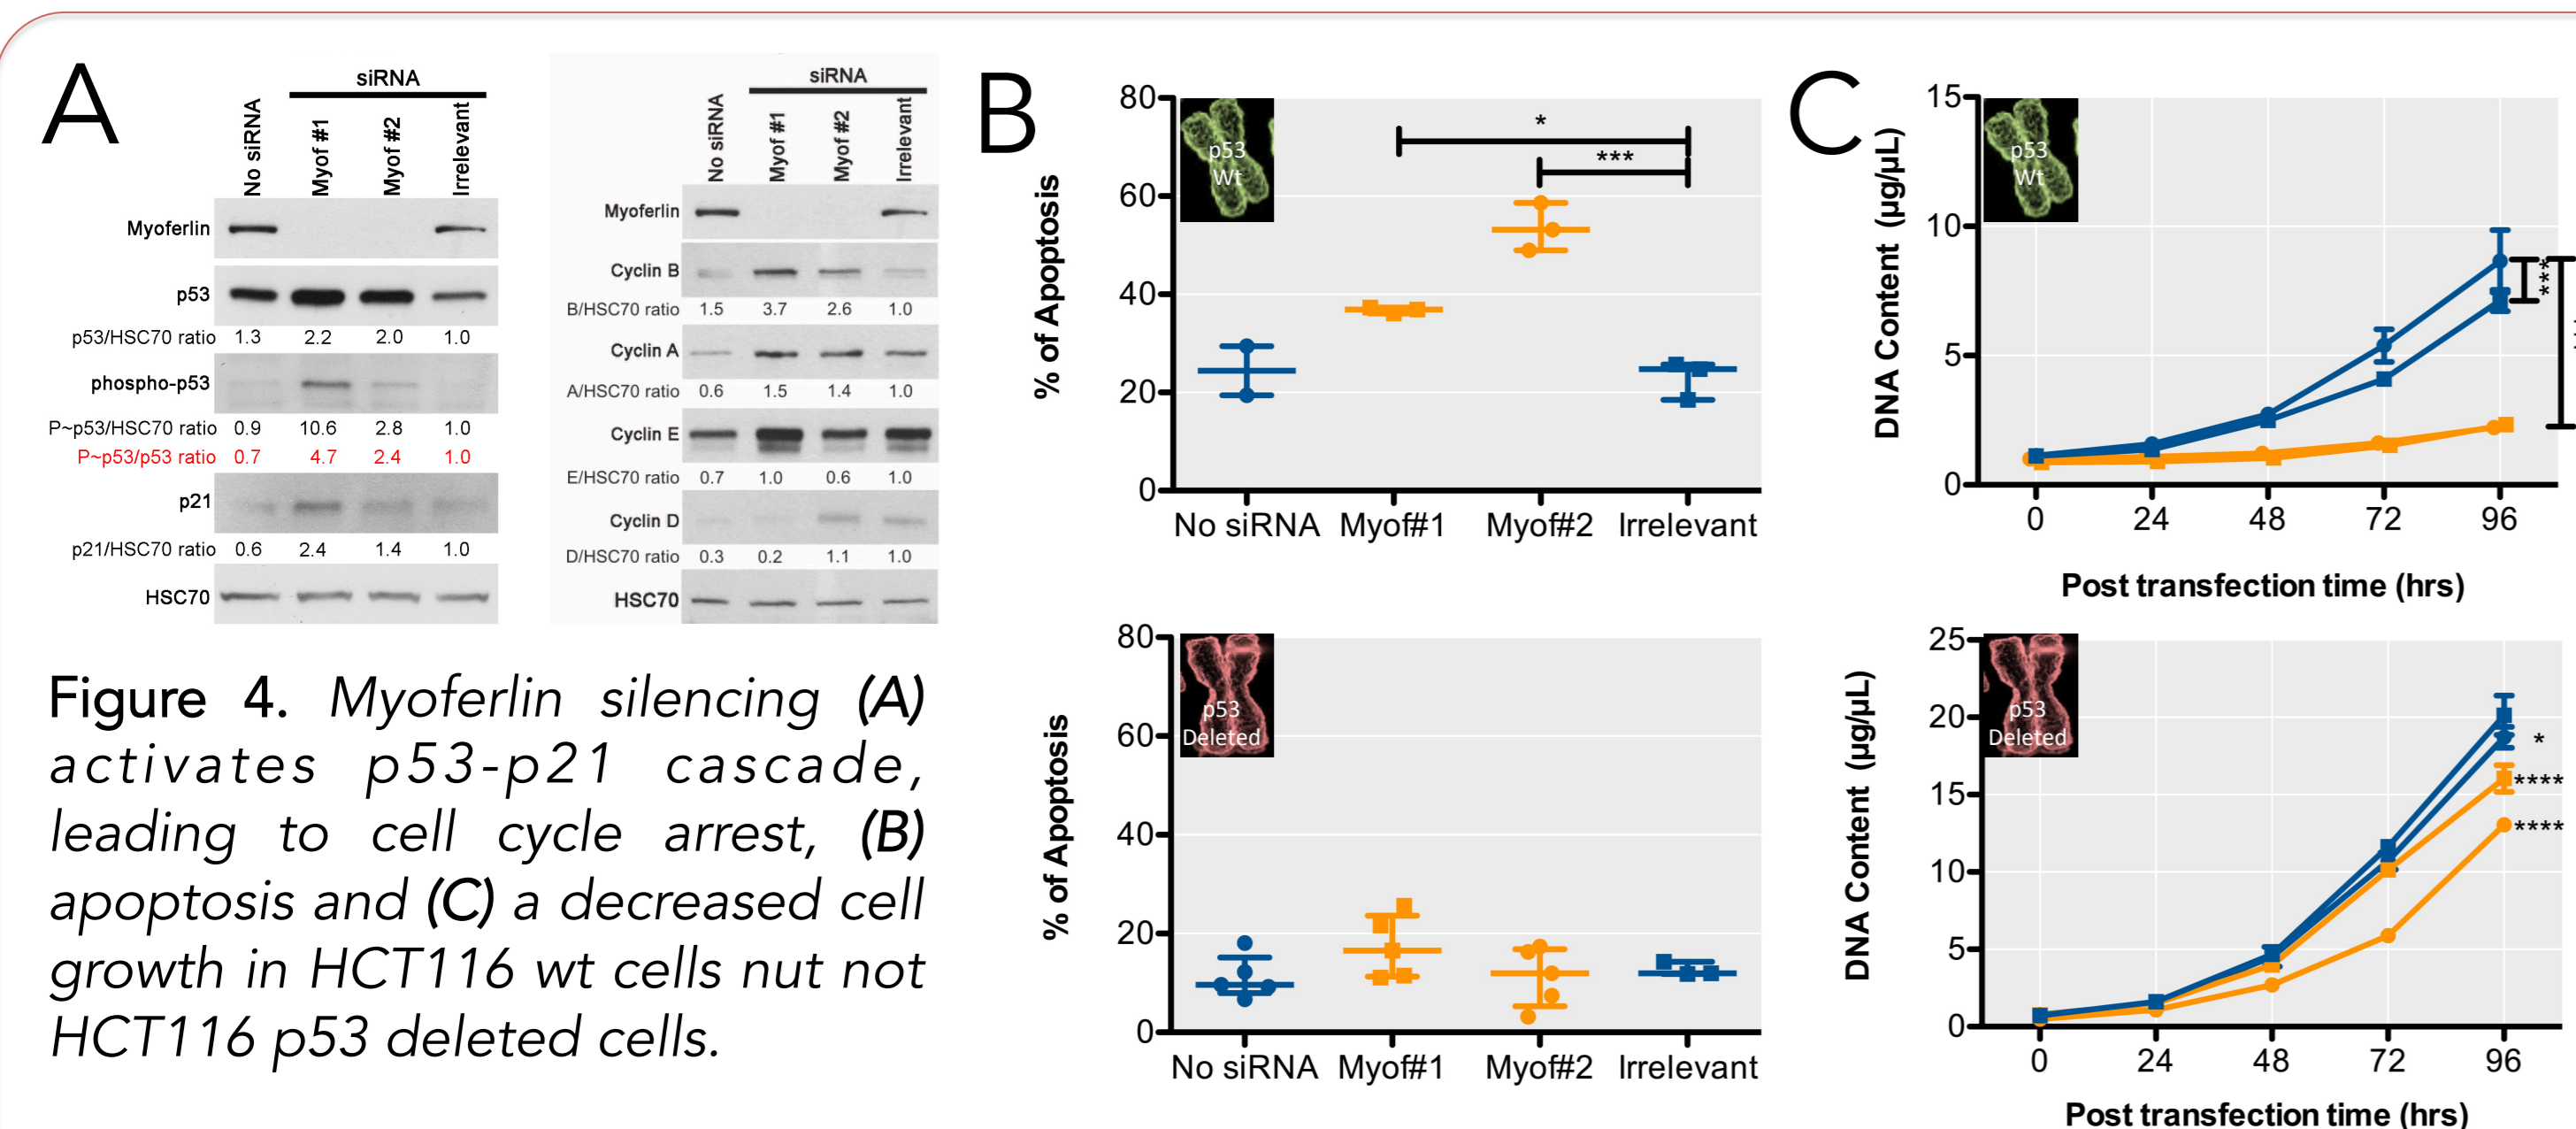 A
siRNA
No siRNA
Myof #1
Myof #2
Irrelevant
Myoferlin
p53
p53/HSC70 ratio 1.3 2.2 2.0 1.0
phospho-p53
P~p53/HSC70 ratio 0.9 10.6 2.8 1.0
P~p53/p53 ratio 0.7 4.7 2.4 1.0
p21
p21/HSC70 ratio 0.6 2.4 1.4 1.0
HSC70
siRNA
No siRNA
Myof #1
Myof #2
Irrelevant
Myoferlin
Cyclin B
B/HSC70 ratio 1.5 3.7 2.6 1.0
Cyclin A
A/HSC70 ratio 0.6 1.5 1.4 1.0
Cyclin E
E/HSC70 ratio 0.7 1.0 0.6 1.0
Cyclin D
D/HSC70 ratio 0.3 0.2 1.1 1.0
HSC70
Figure 4. Myoferlin silencing (A)
activates p53-p21 cascade,
leading to cell cycle arrest, (B)
apoptosis and (C) a decreased cell
growth in HCT116 wt cells nut not
HCT116 p53 deleted cells.
B
% of Apoptosis
80
60
40
20
0
p53
Wt
*
***
No siRNA Myof#1 Myof#2 Irrelevant
% of Apoptosis
80
60
40
20
0
p53
Deleted
No siRNA Myof#1 Myof#2 Irrelevant
C
DNA Content (µg/µL)
15
10
5
0
p53
Wt
***
0 24 48 72 96
Post transfection time (hrs)
DNA Content (µg/µL)
25
20
15
10
5
0
p53
Deleted
*
****
****
0 24 48 72 96
Post transfection time (hrs)